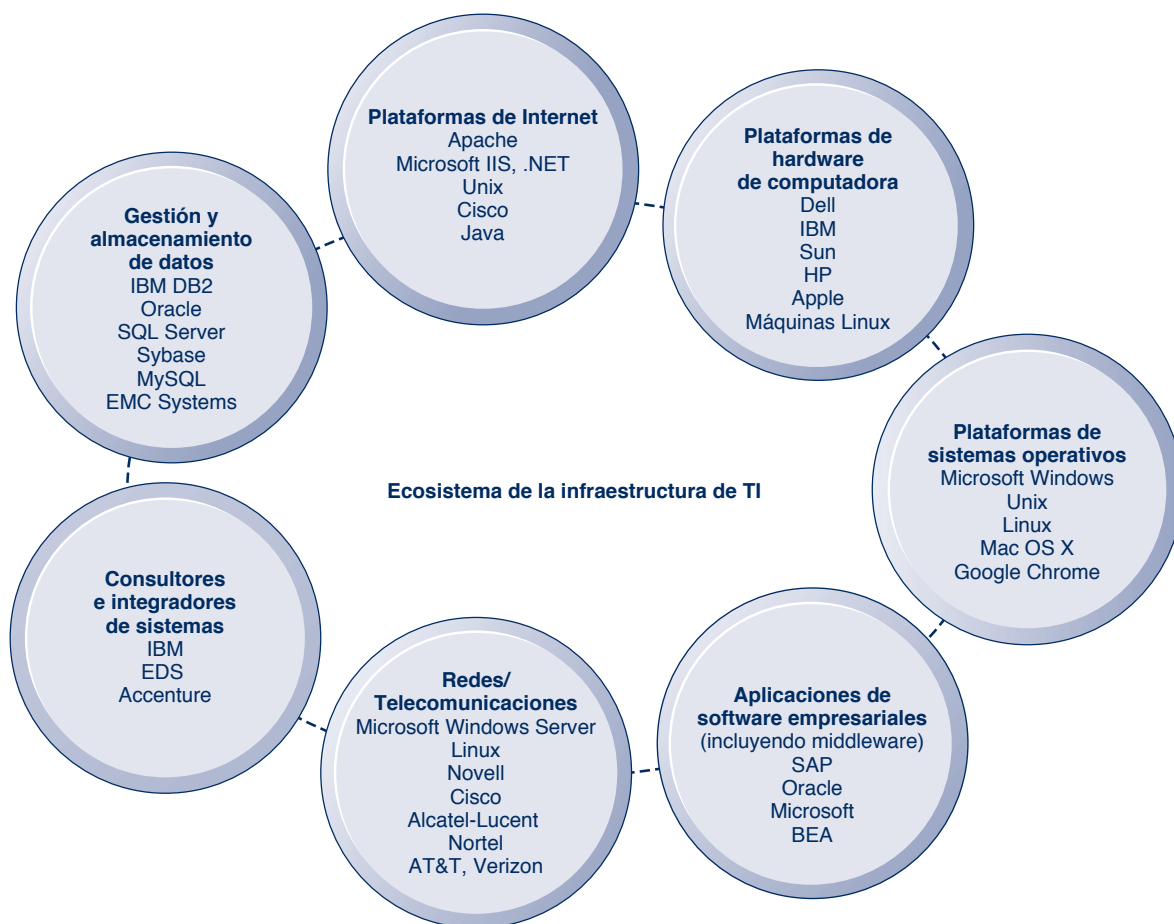 Plataformas de Internet
Apache
Microsoft IIS, .NET
Unix
Cisco
Java
Plataformas de
hardware
de computadora
Dell
IBM
Sun
HP
Apple
Máquinas Linux
Gestión y
almacenamiento
de datos
IBM DB2
Oracle
SQL Server
Sybase
MySQL
EMC Systems
Plataformas de
sistemas operativos
Microsoft Windows
Unix
Linux
Mac OS X
Google Chrome
Ecosistema de la infraestructura de TI
Consultores
e integradores
de sistemas
IBM
EDS
Accenture
Redes/
Telecomunicaciones
Microsoft Windows Server
Linux
Novell
Cisco
Alcatel-Lucent
Nortel
AT&T, Verizon
Aplicaciones de
software empresariales
(incluyendo middleware)
SAP
Oracle
Microsoft
BEA